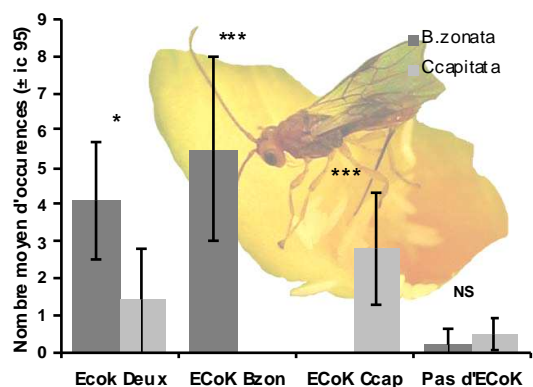 Nombre moyen d'occurences (± ic 95)
9
8
7
6
5
4
3
2
1
0
*
***
***
NS
B.zonata
Ccapitata
Ecok Deux
ECoK Bzon
ECoK Ccap
Pas d'ECoK